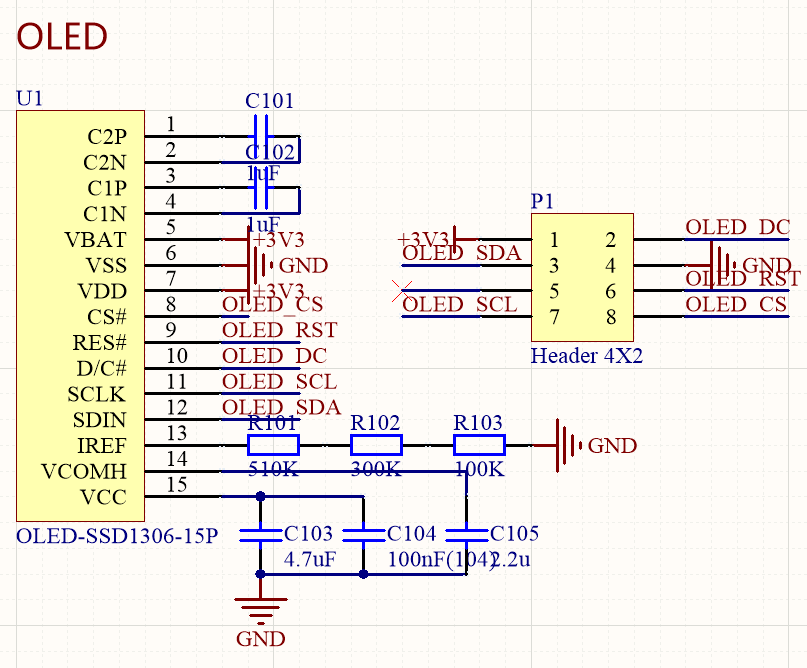 OLED
U1
C101
1
C2P
2
C102
C2N
1uF
3
C1P
4
C1N
1uF
5
VBAT
+3V3
6
VSS
GND
7
VDD
+3V3
8
CS#
OLED_CS
9
RES#
OLED_RST
10
D/C#
OLED_DC
11
SCLK
OLED_SCL
12
SDIN
OLED_SDA
13
IREF
R101
R102
R103
GND
14
VCOMH
510K
300K
100K
15
VCC
OLED-SSD1306-15P
C103
C104
C105
4.7uF
100nF(104)
2.2u
GND
P1
+3V3
1
2
OLED_DC
OLED_SDA
3
4
GND
5
6
OLED_RST
OLED_SCL
7
8
OLED_CS
Header 4X2